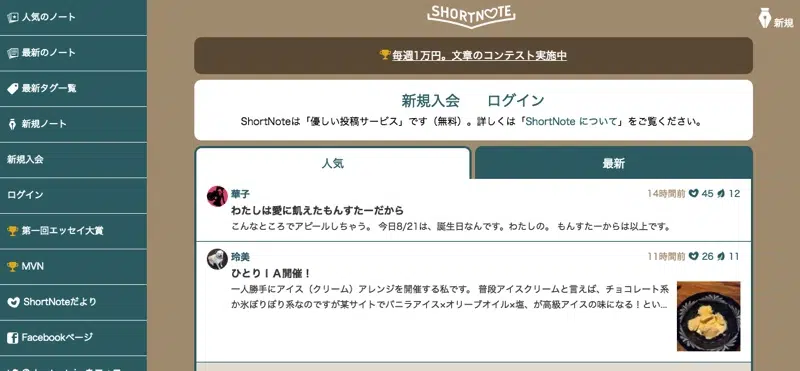 人気のノート
最新のノート
最新タグ一覧
新規ノート
新規入会
ログイン
第一回エッセイ大賞
MVN
ShortNoteだより
Facebookページ
SHORTNOTE
新規
毎週1万円。文章のコンテスト実施中
新規入会 ログイン
ShortNoteは「優しい投稿サービス」です（無料）。詳しくは「ShortNote について」をご覧ください。
人気 最新
華子 14時間前 45 12
わたしは愛に飢えたもんすたーだから
こんなところでアピールしちゃう。 今日8/21は、誕生日なんです。わたしの。 もんすたーからは以上です。
玲美 11時間前 26 11
ひとりＩＡ開催！
一人勝手にアイス（クリーム）アレンジを開催する私です。 普段アイスクリームと言えば、チョコレート系
か氷ぽりぽり系なのですが某サイトでバニラアイス×オリーブオイル×塩、が高級アイスの味になる！とい...